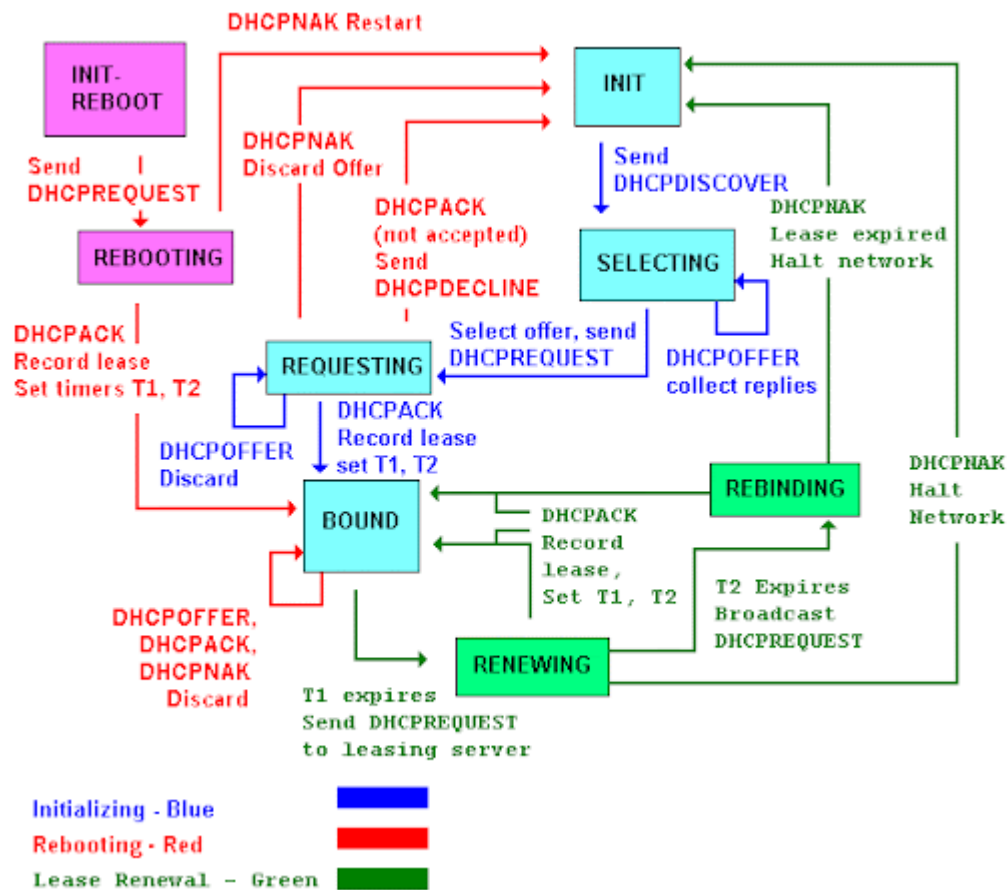 DHCPNAK Restart
INIT-
REBOOT
INIT
DHCPNAK
Discard Offer
Send
DHCPREQUEST
Send
DHCPDISCOVER
DHCPACK
(not accepted)
Send
DHCPDECLINE
DHCPNAK
Lease expired
Halt network
REBOOTING
SELECTING
DHCPACK
Record lease
Set timers T1, T2
Select offer, send
DHCPREQUEST
REQUESTING
DHCPOFFER
collect replies
DHCPACK
Record lease
set T1, T2
DHCPOFFER
Discard
DHCPNAK
Halt
Network
REBINDING
BOUND
DHCPACK
Record
lease,
Set T1, T2
T2 Expires
Broadcast
DHCPREQUEST
DHCPOFFER,
DHCPACK,
DHCPNAK
Discard
RENEWING
T1 expires
Send DHCPREQUEST
to leasing server
Initializing - Blue
Rebooting - Red
Lease Renewal - Green